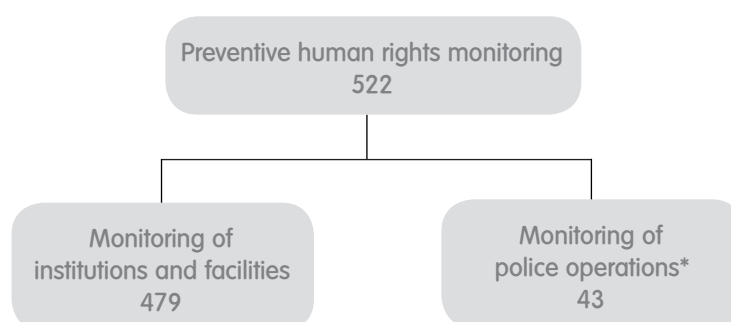 Preventive human rights monitoring
522
Monitoring of
institutions and facilities
479
Monitoring of
police operations*
43